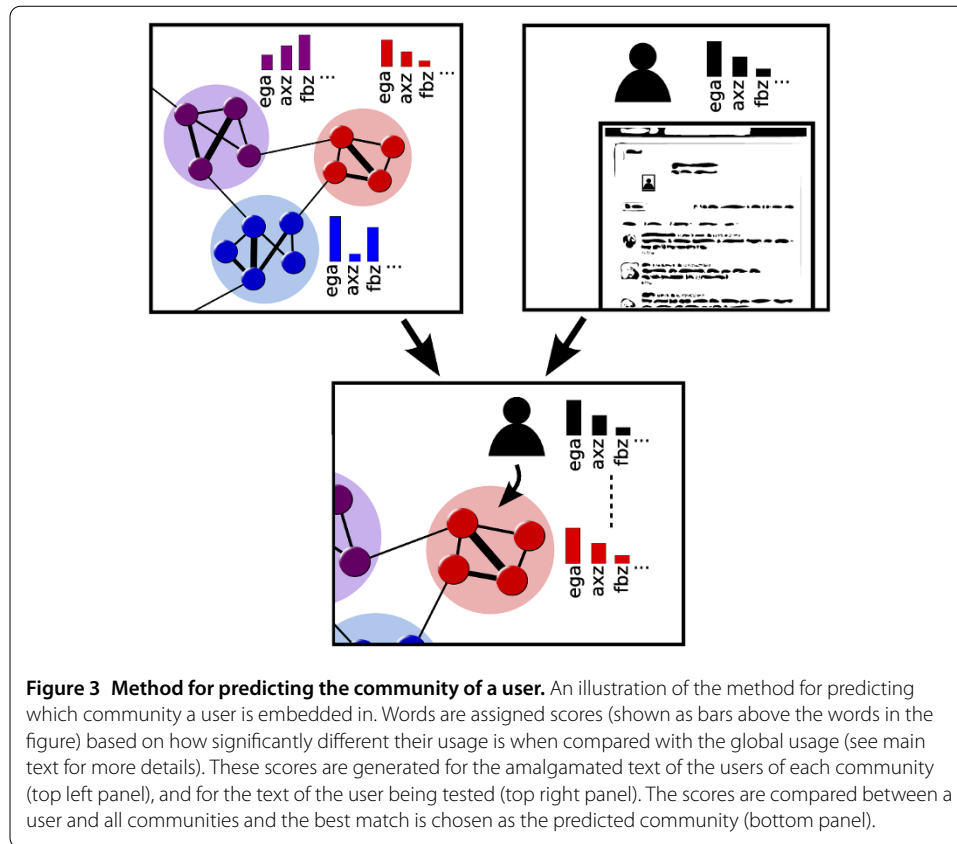 ega
axz
fbz
...
ega
axz
fbz
...
ega
axz
fbz
...
ega
axz
fbz
...
ega
axz
fbz
...
ega
axz
fbz
...
Figure 3 Method for predicting the community of a user. An illustration of the method for predicting
which community a user is embedded in. Words are assigned scores (shown as bars above the words in the
figure) based on how significantly different their usage is when compared with the global usage (see main
text for more details). These scores are generated for the amalgamated text of the users of each community
(top left panel), and for the text of the user being tested (top right panel). The scores are compared between a
user and all communities and the best match is chosen as the predicted community (bottom panel).